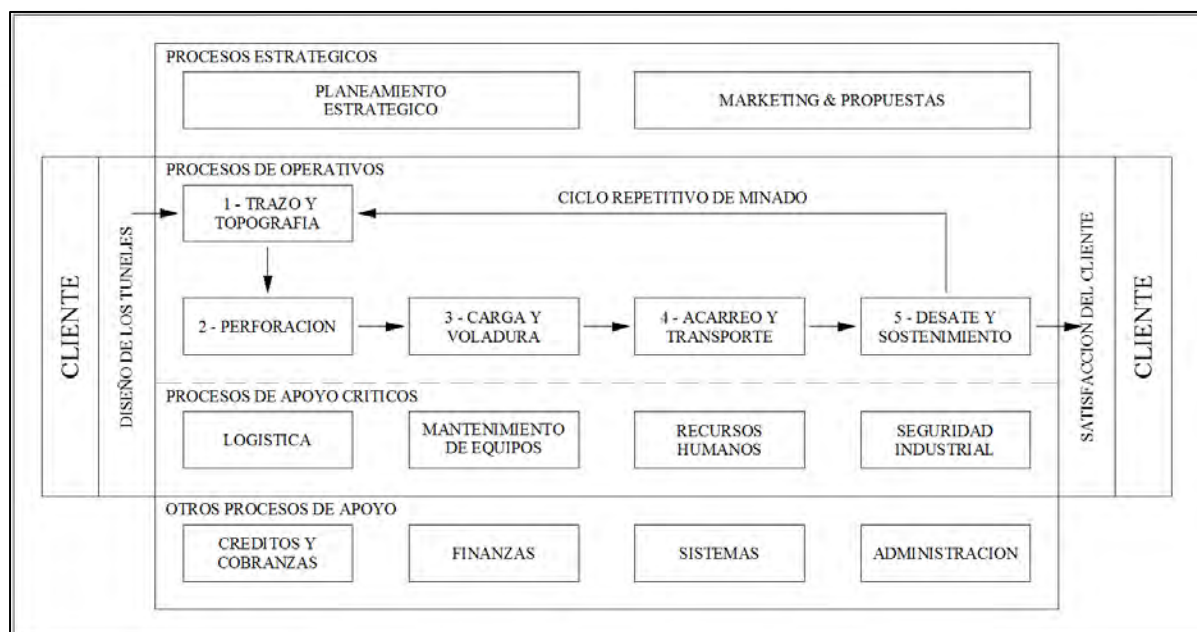 PROCESOS ESTRATEGICOS
PLANEAMIENTO
ESTRATEGICO
MARKETING & PROPUESTAS
CLIENTE
DISEÑO DE LOS TUNELES
PROCESOS DE OPERATIVOS
1 - TRAZO Y
TOPOGRAFIA
CICLO REPETITIVO DE MINADO
2 - PERFORACION
3 - CARGA Y
VOLADURA
4 - ACARREO Y
TRANSPORTE
5 - DESATE Y
SOSTENIMIENTO
SATISFACCION DEL CLIENTE
CLIENTE
PROCESOS DE APOYO CRITICOS
LOGISTICA
MANTENIMIENTO
DE EQUIPOS
RECURSOS
HUMANOS
SEGURIDAD
INDUSTRIAL
OTROS PROCESOS DE APOYO
CREDITOS Y
COBRANZAS
FINANZAS
SISTEMAS
ADMINISTRACION